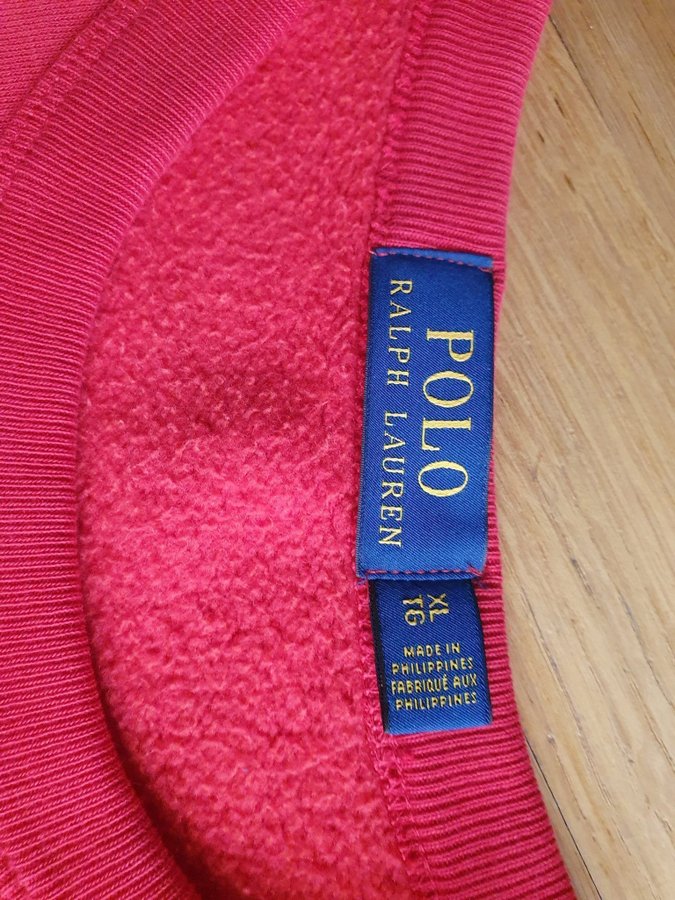 POLO
RALPH LAUREN
XL
TG
MADE IN
PHILIPPINES
FABRIQUÉ AUX
PHILIPPINES